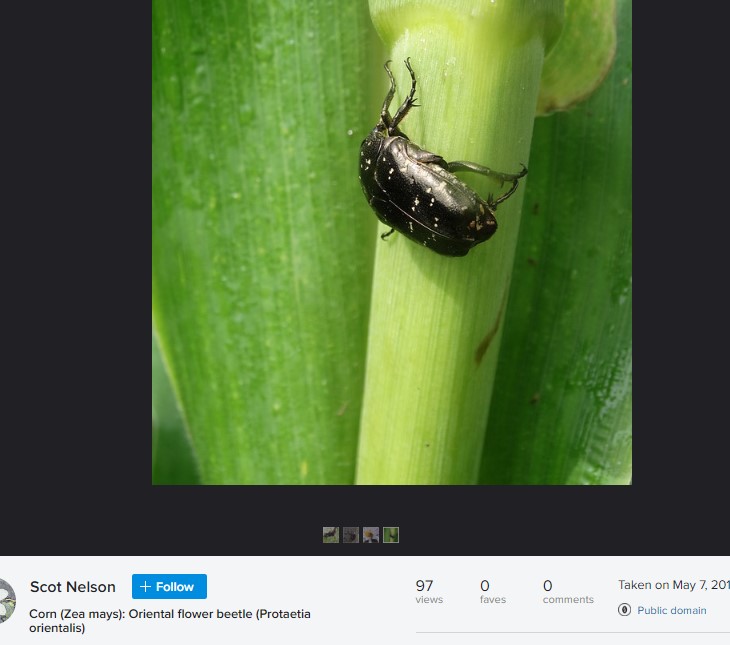 Scot Nelson
+ Follow
Corn (Zea mays): Oriental flower beetle (Protaetia
orientalis)
97
views
0
faves
0
comments
Taken on May 7, 201
Public domain